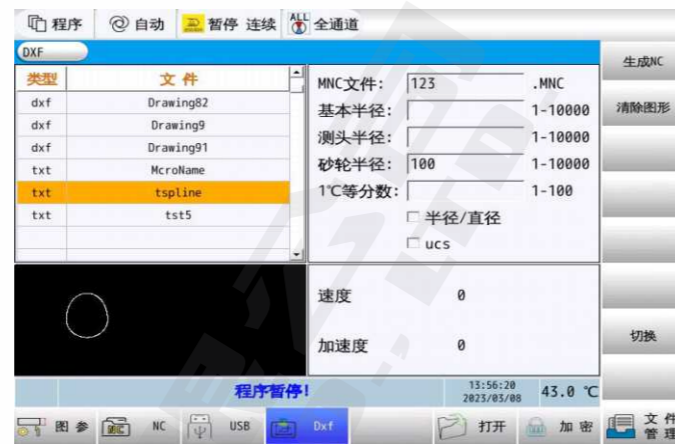 程序 自动 暂停 连续 ALL 全通道
DXF
类型 文件
dxf Drawing82
dxf Drawing9
dxf Drawing91
txt McroName
txt tspline
txt tst5
MNC文件: 123 .MNC
基本半径: 1-10000
测头半径: 1-10000
砂轮半径: 100 1-10000
1℃等分数: 1-100
半径/直径
ucs
速度 0
加速度 0
生成NC
清除图形
切换
程序暂停!
13:56:20
2023/03/08
43.0 ℃
图参 NC NC USB Dxf 打开 加密 文件管理